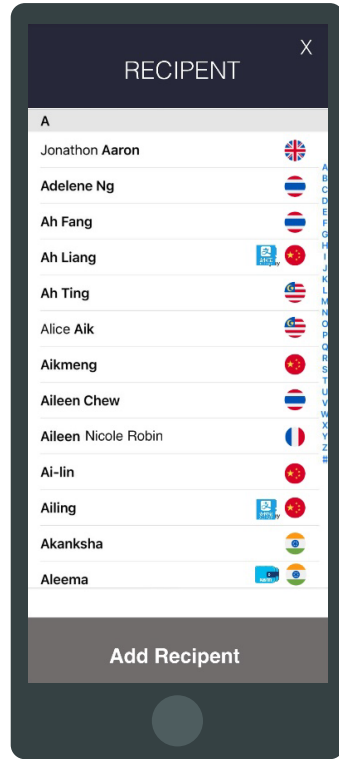 X
RECIPENT
A
Jonathon Aaron
Adelene Ng
Ah Fang
Ah Liang
Ah Ting
Alice Aik
Aikmeng
Aileen Chew
Aileen Nicole Robin
Ai-lin
Ailing
Akanksha
Aleema
A
B
C
D
E
F
G
H
I
J
K
L
M
N
O
P
Q
R
S
T
U
V
W
X
Y
Z
#
Add Recipent